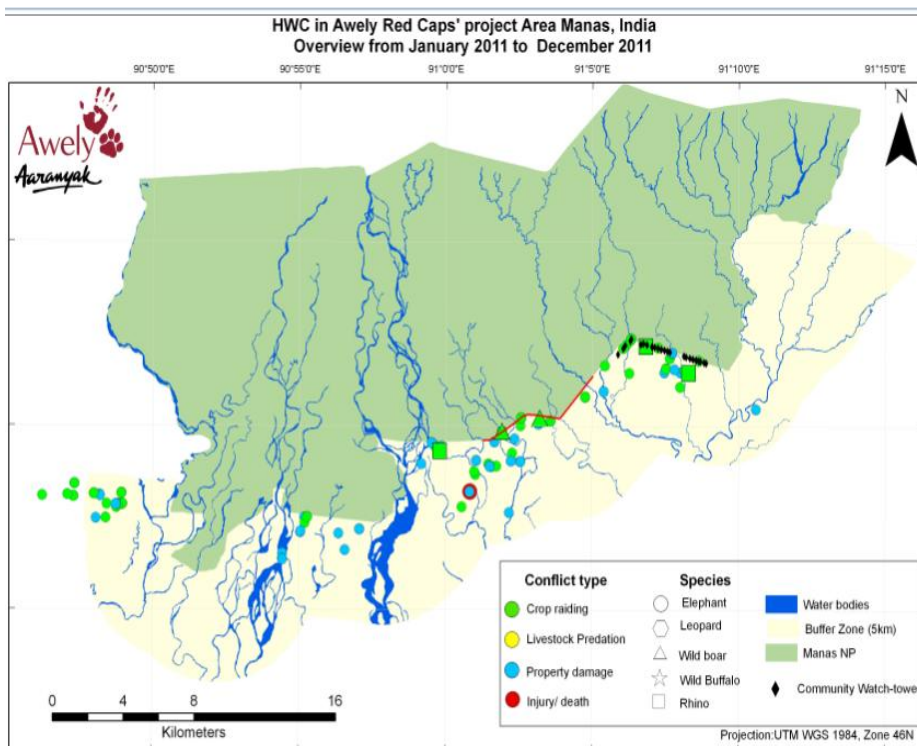 HWC in Awely Red Caps' project Area Manas, India
Overview from January 2011 to December 2011
90°50'0"E 90°55'0"E 91°0'0"E 91°5'0"E 91°10'0"E 91°15'0"E
N
Awely
Aaranyak
Conflict type
Crop raiding
Livestock Predation
Property damage
Injury/ death
Species
Elephant
Leopard
Wild boar
Wild Buffalo
Rhino
Water bodies
Buffer Zone (5km)
Manas NP
Community Watch-towe
0 4 8 16
Kilometers
Projection:UTM WGS 1984, Zone 46N